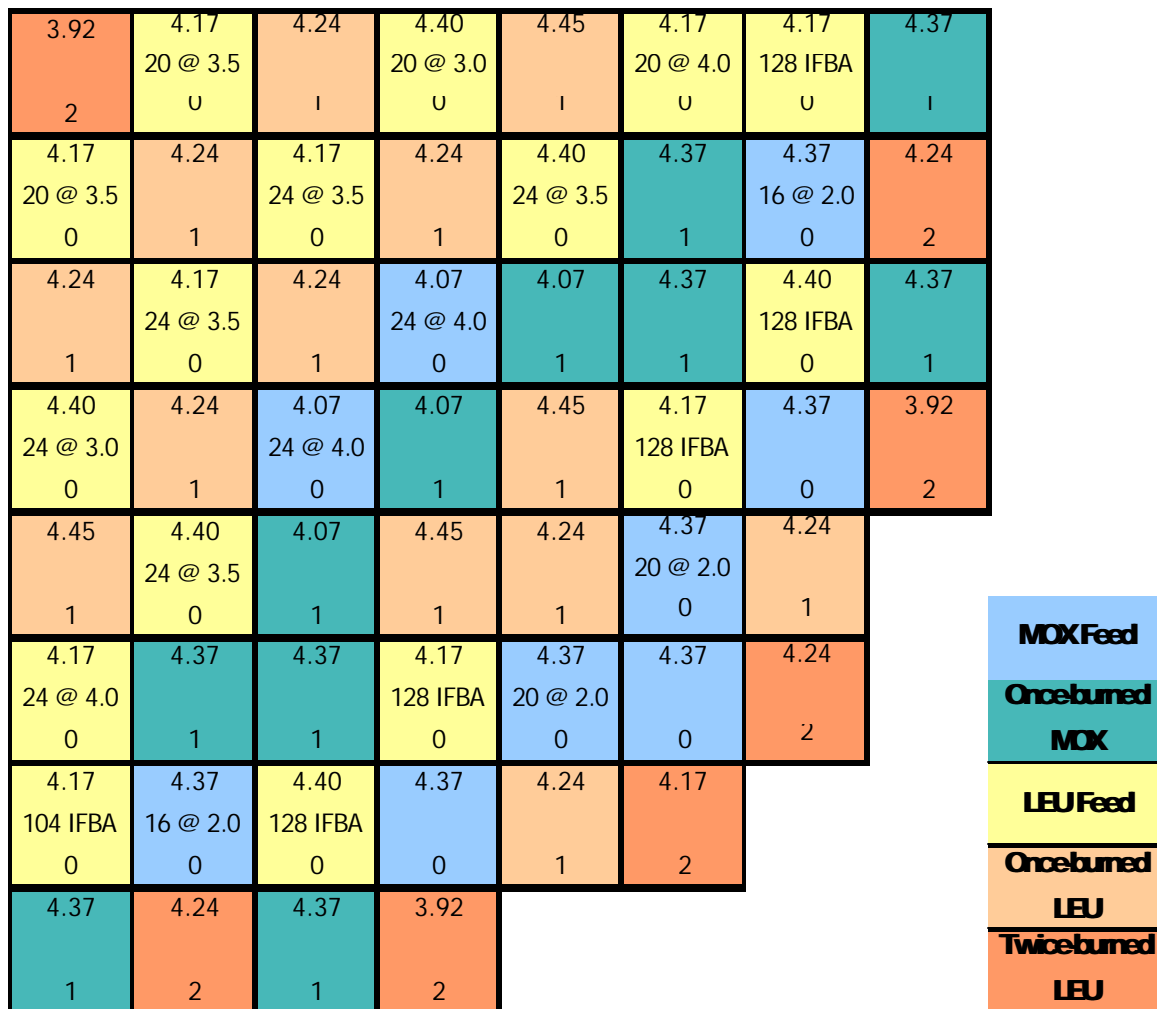 3.92 4.17 4.24 4.40 4.45 4.17 4.17 4.37
20 @ 3.5 20 @ 3.0 20 @ 4.0 128 IFBA
2 0 1 0 1 0 0 1
4.17 4.24 4.17 4.24 4.40 4.37 4.37 4.24
20 @ 3.5 24 @ 3.5 24 @ 3.5 16 @ 2.0
0 1 0 1 0 1 0 2
4.24 4.17 4.24 4.07 4.07 4.37 4.40 4.37
24 @ 3.5 24 @ 4.0 128 IFBA
1 0 1 0 1 1 0 1
4.40 4.24 4.07 4.07 4.45 4.17 4.37 3.92
24 @ 3.0 24 @ 4.0 128 IFBA
0 1 0 1 1 0 0 2
4.45 4.40 4.07 4.45 4.24 4.37 4.24
24 @ 3.5 20 @ 2.0
1 0 1 1 1 0 1
4.17 4.37 4.37 4.17 4.37 4.37 4.24
24 @ 4.0 128 IFBA 20 @ 2.0
0 1 1 0 0 0 2
4.17 4.37 4.40 4.37 4.24 4.17
104 IFBA 16 @ 2.0 128 IFBA
0 0 0 0 1 2
4.37 4.24 4.37 3.92
1 2 1 2
MOX Feed
Once-burned
MOX
LEU Feed
Once-burned
LEU
Twice-burned
LEU